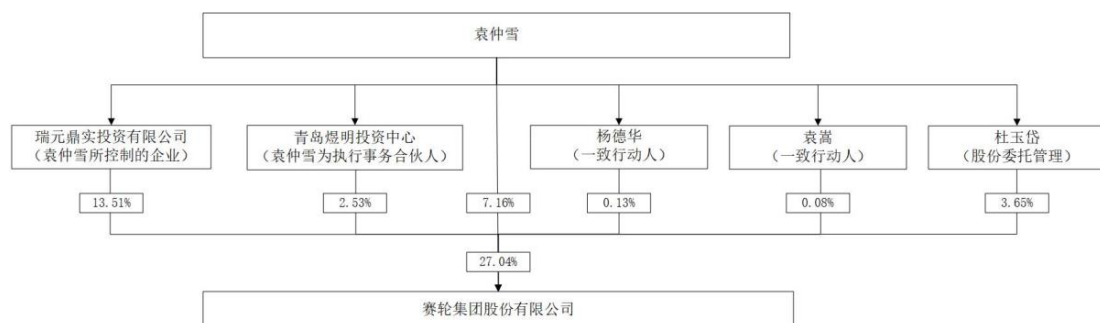 袁仲雪
瑞元鼎实投资有限公司
（袁仲雪所控制的企业）
青岛煜明投资中心
（袁仲雪为执行事务合伙人）
杨德华
（一致行动人）
袁嵩
（一致行动人）
杜玉岱
（股份委托管理）
13.51%
2.53%
7.16%
0.13%
0.08%
3.65%
27.04%
赛轮集团股份有限公司